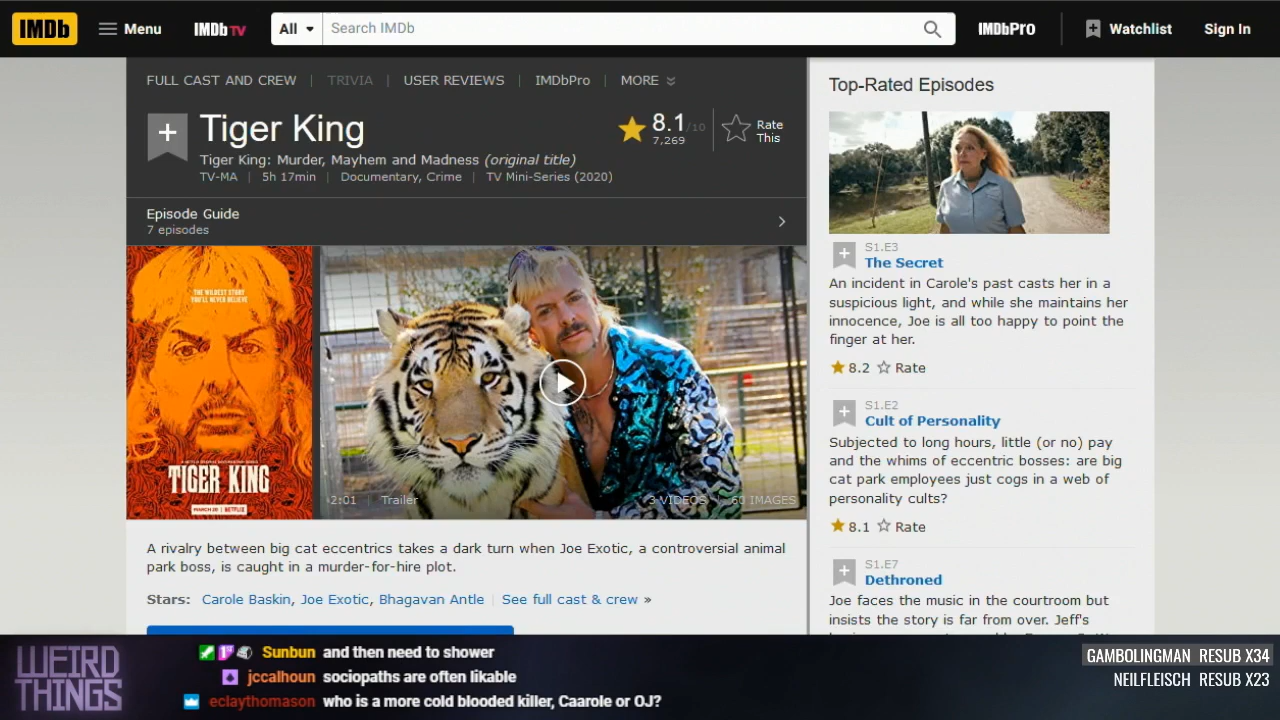 IMDb
Menu
IMDb TV
All
Search IMDb
IMDbPro
Watchlist
Sign In
FULL CAST AND CREW | TRIVIA | USER REVIEWS | IMDbPro | MORE
Tiger King
8.1/10
7,269
Rate This
Tiger King: Murder, Mayhem and Madness (original title)
TV-MA | 5h 17min | Documentary, Crime | TV Mini-Series (2020)
Episode Guide
7 episodes
THE WILDEST STORY
YOU'LL NEVER BELIEVE
TIGER KING
MARCH 20 | NETFLIX
2:01 | Trailer
3 VIDEOS | 60 IMAGES
A rivalry between big cat eccentrics takes a dark turn when Joe Exotic, a controversial animal
park boss, is caught in a murder-for-hire plot.
Stars: Carole Baskin, Joe Exotic, Bhagavan Antle | See full cast & crew »
Top-Rated Episodes
S1.E3
The Secret
An incident in Carole's past casts her in a
suspicious light, and while she maintains her
innocence, Joe is all too happy to point the
finger at her.
8.2 Rate
S1.E2
Cult of Personality
Subjected to long hours, little (or no) pay
and the whims of eccentric bosses: are big
cat park employees just cogs in a web of
personality cults?
8.1 Rate
S1.E7
Dethroned
Joe faces the music in the courtroom but
insists the story is far from over. Jeff's
WEIRD
THINGS
1st Sunbun and then need to shower
jccalhoun sociopaths are often likable
eclaythomason who is a more cold blooded killer, Caarole or OJ?
GAMBOLINGMAN RESUB X34
NEILFLEISCH RESUB X23